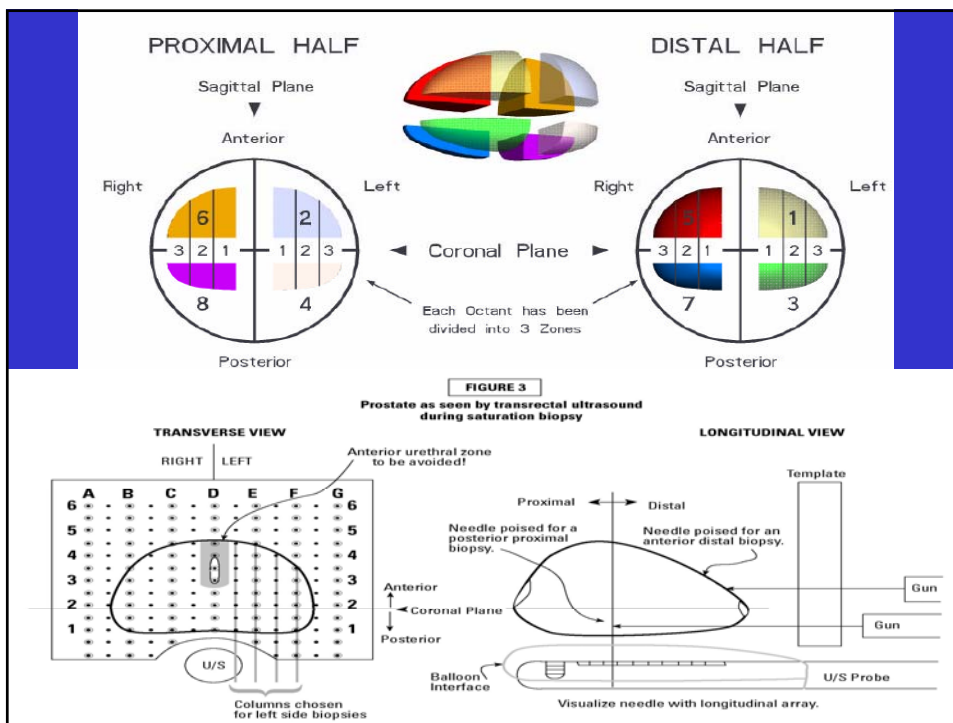 PROXIMAL HALF
Sagittal Plane
Anterior
Right
Left
6
2
3 2 1
1 2 3
8
4
Posterior
Coronal Plane
Each Octant has been
divided into 3 Zones
DISTAL HALF
Sagittal Plane
Anterior
Right
Left
5
1
3 2 1
1 2 3
7
3
Posterior
FIGURE 3
Prostate as seen by transrectal ultrasound
during saturation biopsy
TRANSVERSE VIEW
RIGHT LEFT
Anterior urethral zone
to be avoided!
A B C D E F G
6 6
5 5
4 4
3 3
2 2
1 1
Anterior
Coronal Plane
Posterior
U/S
Columns chosen
for left side biopsies
LONGITUDINAL VIEW
Template
Proximal Distal
Needle poised for a
posterior proximal
biopsy.
Needle poised for an
anterior distal biopsy.
Gun
Gun
Balloon
Interface
U/S Probe
Visualize needle with longitudinal array.